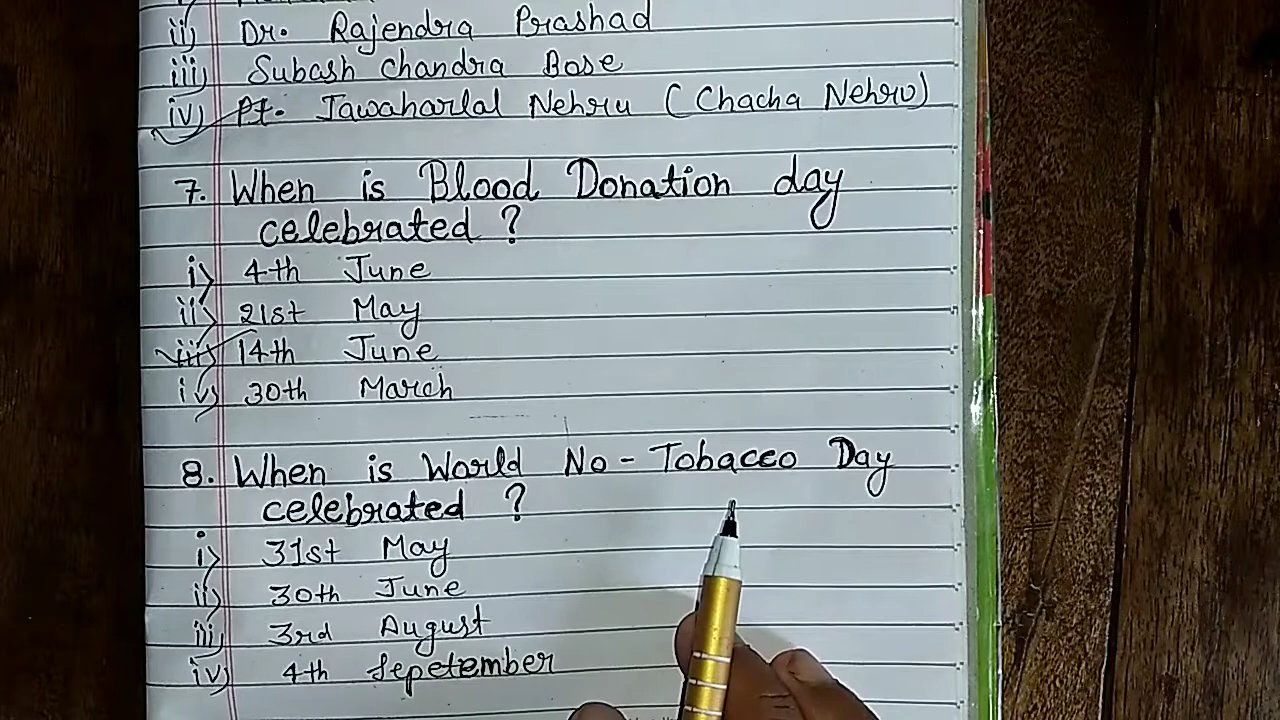 ii) Dr. Rajendra Prashad
iii) Subash Chandra Bose
iv) Pt. Jawaharlal Nehru (Chacha Nehru)
7. When is Blood Donation day
celebrated ?
i) 4th June
ii) 21st May
iii) 14th June
iv) 30th March
8. When is World No-Tobacco Day
celebrated ?
i) 31st May
ii) 30th June
iii) 3rd August
iv) 4th Sepetember